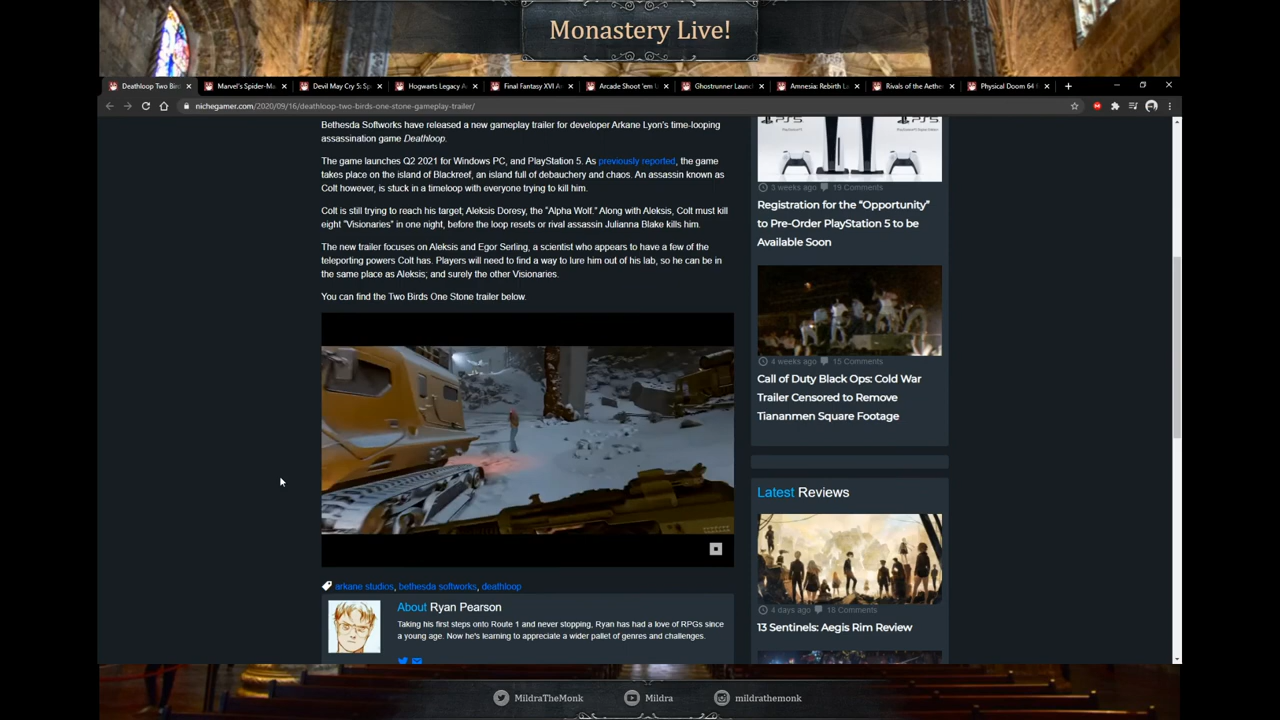 Monastery Live!
Deathloop Two Bir
Marvel's Spider-Ma
Devil May Cry 5: Sp
Hogwarts Legacy A
Final Fantasy XVI A
Arcade Shoot 'em U
Ghostrunner Launc
Amnesia: Rebirth L
Rivals of the Aethe
Physical Doom 64
nichegamer.com/2020/09/16/deathloop-two-birds-one-stone-gameplay-trailer/
Bethesda Softworks have released a new gameplay trailer for developer Arkane Lyon's time-looping
assassination game Deathloop.
The game launches Q2 2021 for Windows PC, and PlayStation 5. As previously reported, the game
takes place on the island of Blackreef, an island full of debauchery and chaos. An assassin known as
Colt however, is stuck in a timeloop with everyone trying to kill him.
Colt is still trying to reach his target; Aleksis Doresy, the "Alpha Wolf." Along with Aleksis, Colt must kill
eight "Visionaries" in one night, before the loop resets or rival assassin Julianna Blake kills him.
The new trailer focuses on Aleksis and Egor Serling, a scientist who appears to have a few of the
teleporting powers Colt has. Players will need to find a way to lure him out of his lab, so he can be in
the same place as Aleksis; and surely the other Visionaries.
You can find the Two Birds One Stone trailer below.
arkane studios, bethesda softworks, deathloop
About Ryan Pearson
Taking his first steps onto Route 1 and never stopping, Ryan has had a love of RPGs since
a young age. Now he's learning to appreciate a wider pallet of genres and challenges.
PS5
PS5
3 weeks ago 19 Comments
Registration for the "Opportunity"
to Pre-Order PlayStation 5 to be
Available Soon
4 weeks ago 15 Comments
Call of Duty Black Ops: Cold War
Trailer Censored to Remove
Tiananmen Square Footage
Latest Reviews
4 days ago 18 Comments
13 Sentinels: Aegis Rim Review
MildraTheMonk
Mildra
mildrathemonk